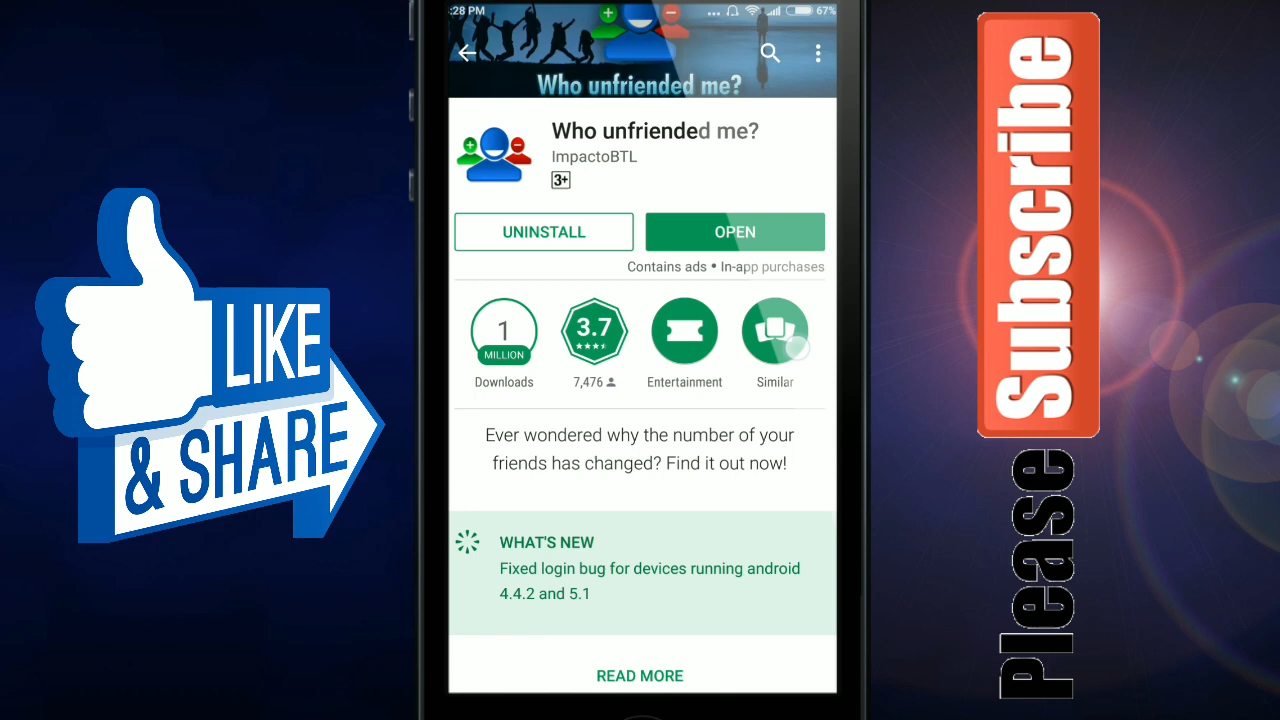 :28 PM
67%
Who unfriended me?
Who unfriended me?
ImpactoBTL
3+
UNINSTALL
OPEN
Contains ads • In-app purchases
1
MILLION
Downloads
3.7
7,476
Entertainment
Similar
Ever wondered why the number of your
friends has changed? Find it out now!
WHAT'S NEW
Fixed login bug for devices running android
4.4.2 and 5.1
READ MORE
LIKE
& SHARE
Please Subscribe